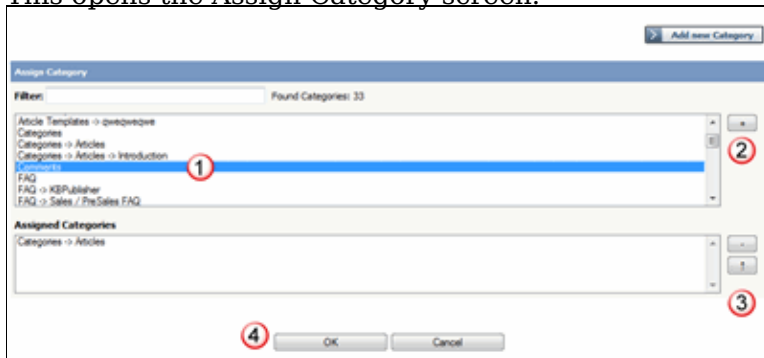 This opens the Assign Category screen.
Add new Category
Assign Category
Filter:
Found Categories: 33
Article Templates -> qweqweqwe
Categories
Categories -> Articles
Categories -> Articles -> Introduction
Comments
FAQ
FAQ -> KBPublisher
FAQ -> Sales / PreSales FAQ
+
1
2
Assigned Categories
Categories -> Articles
-
↑
3
4
OK
Cancel